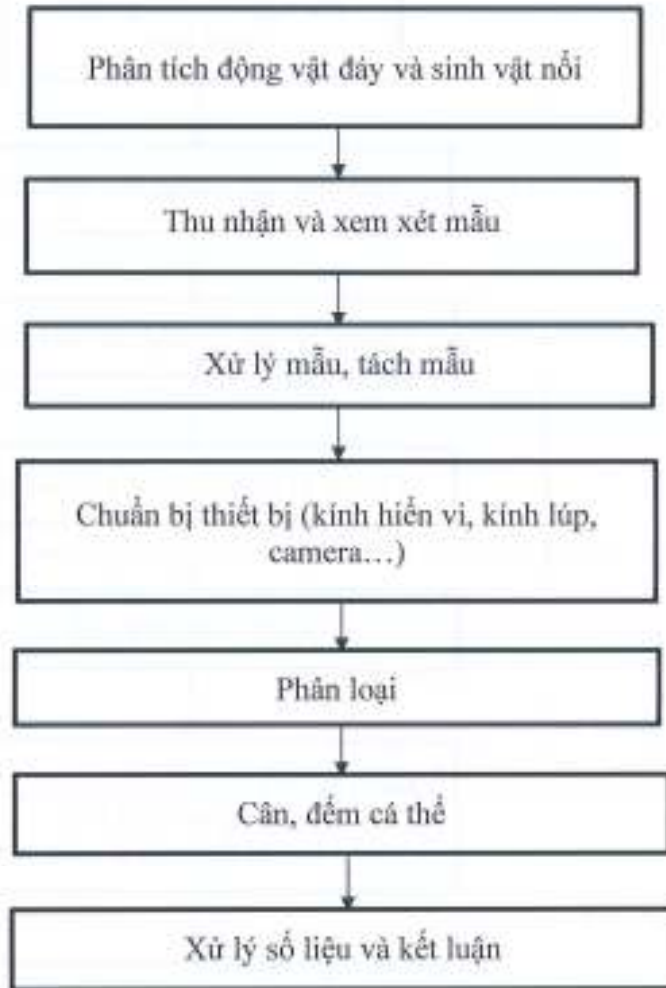 Phân tích động vật đáy và sinh vật nổi
Thu nhận và xem xét mẫu
Xử lý mẫu, tách mẫu
Chuẩn bị thiết bị (kính hiển vi, kính lúp,
camera…)
Phân loại
Cân, đếm cá thể
Xử lý số liệu và kết luận